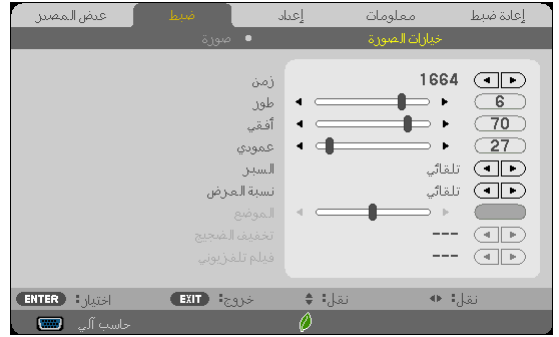 عرض المصدر ضبط إعداد معلومات إعادة ضبط
صورة خيارات الصورة
زمن 1664
طور 6
أفقي 70
عمودي 27
السبر تلقائي
نسبة العرض تلقائي
الموضع
تخفيف الضجيج ---
فيلم تلفزيوني ---
ENTER اختيار: EXIT خروج: نقل: نقل:
حاسب آلي